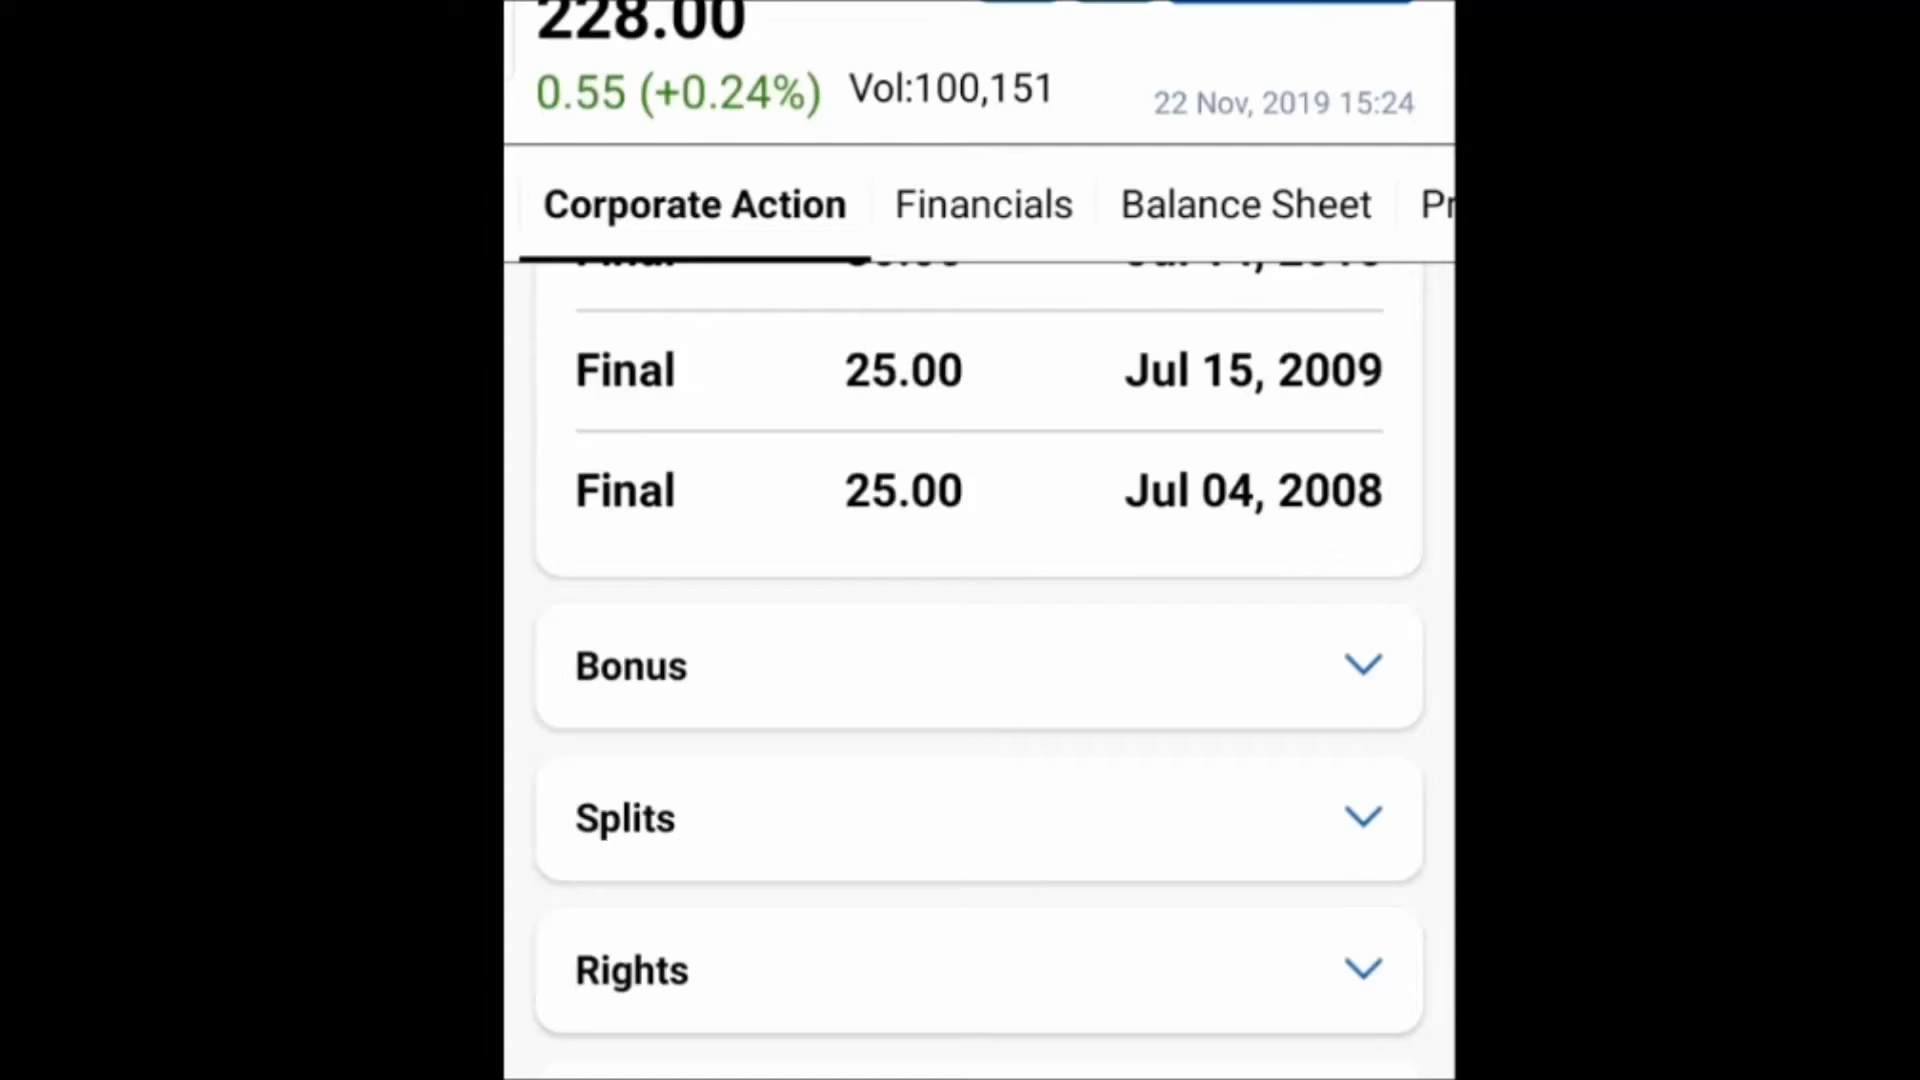 228.00
0.55 (+0.24%) Vol:100,151
22 Nov, 2019 15:24
Corporate Action Financials Balance Sheet Pr
Final 25.00 Jul 15, 2009
Final 25.00 Jul 04, 2008
Bonus
Splits
Rights